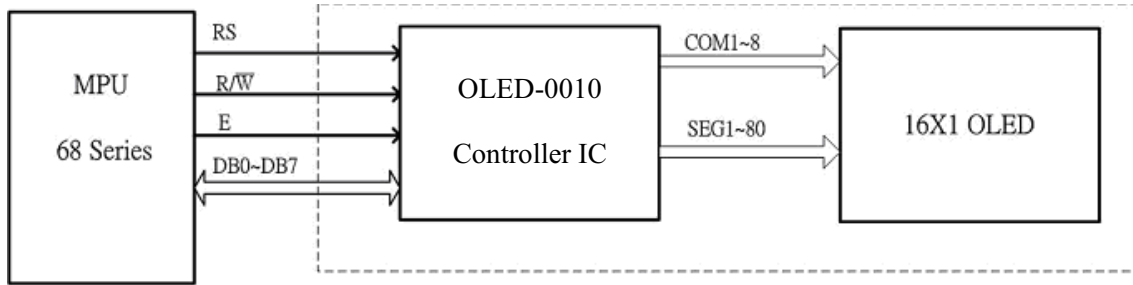 MPU
68 Series
RS
R/W̅
E
DB0~DB7
OLED-0010
Controller IC
COM1~8
SEG1~80
16X1 OLED